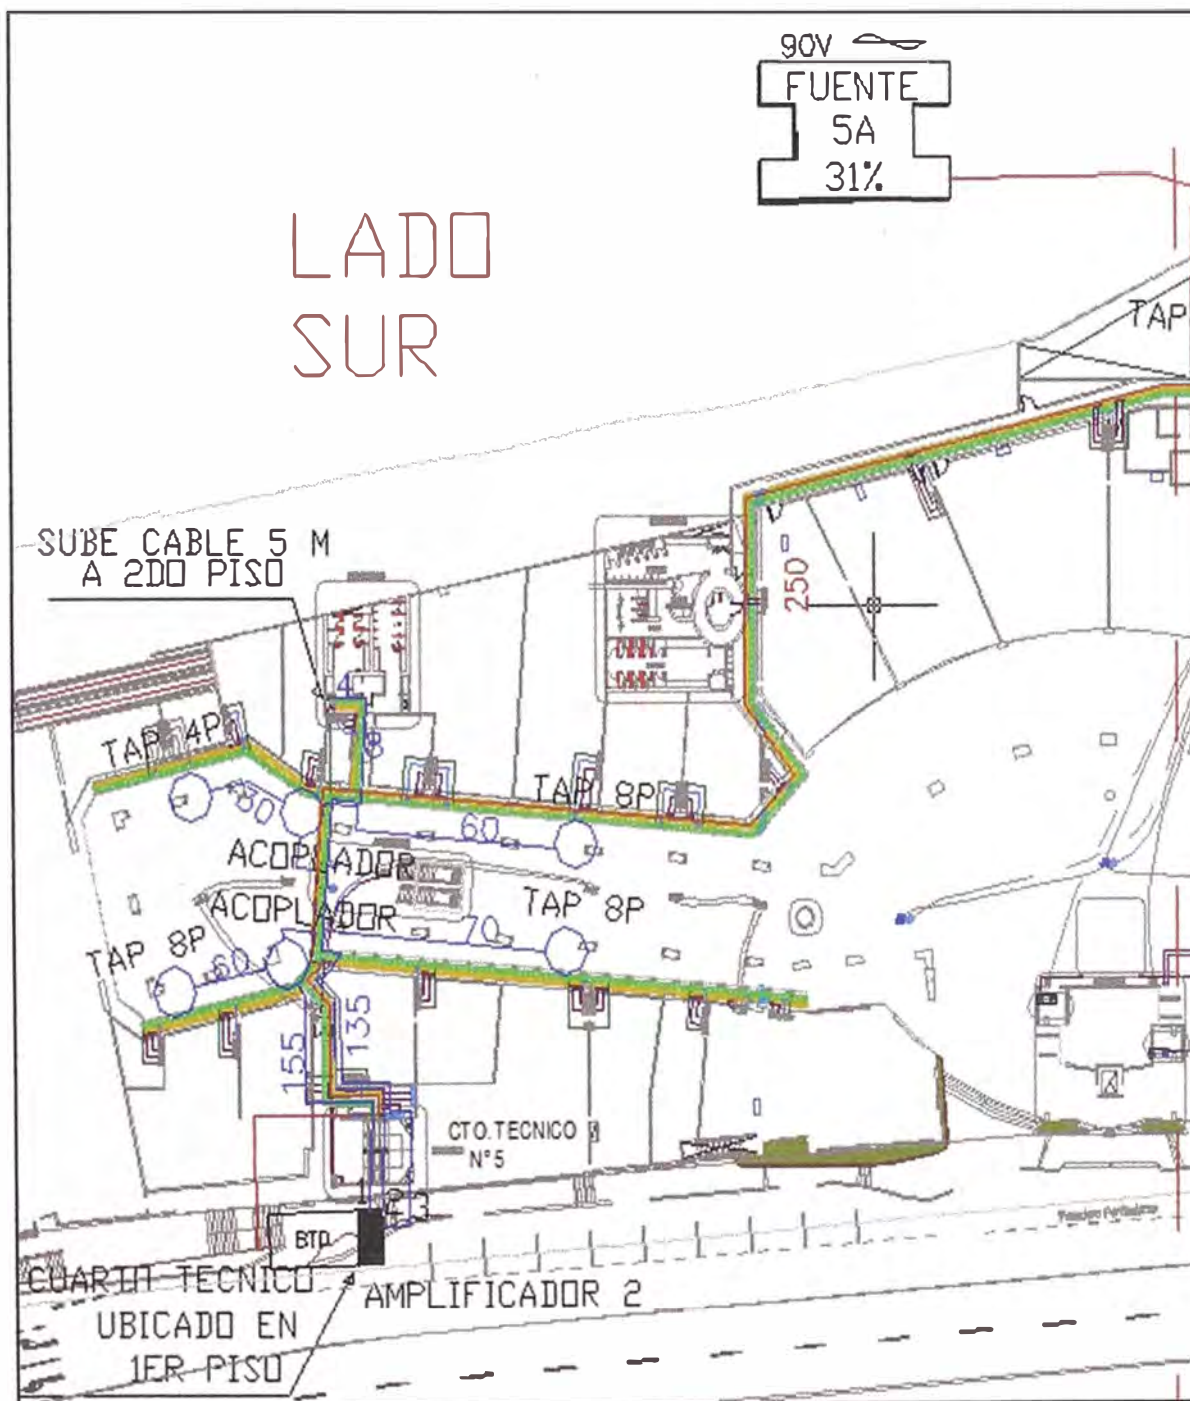 90V
FUENTE
5A
31%
LADO
SUR
TAP
SUBE CABLE 5 M
A 2DO PISO
250
4
8
TAP 4P
TAP 8P
60
ACOPLADOR
ACOPLADOR
TAP 8P
70
TAP 8P
60
135
155
CTO. TECNICO
N°5
BTD.
CUARTO TECNICO
UBICADO EN
1ER PISO
AMPLIFICADOR 2